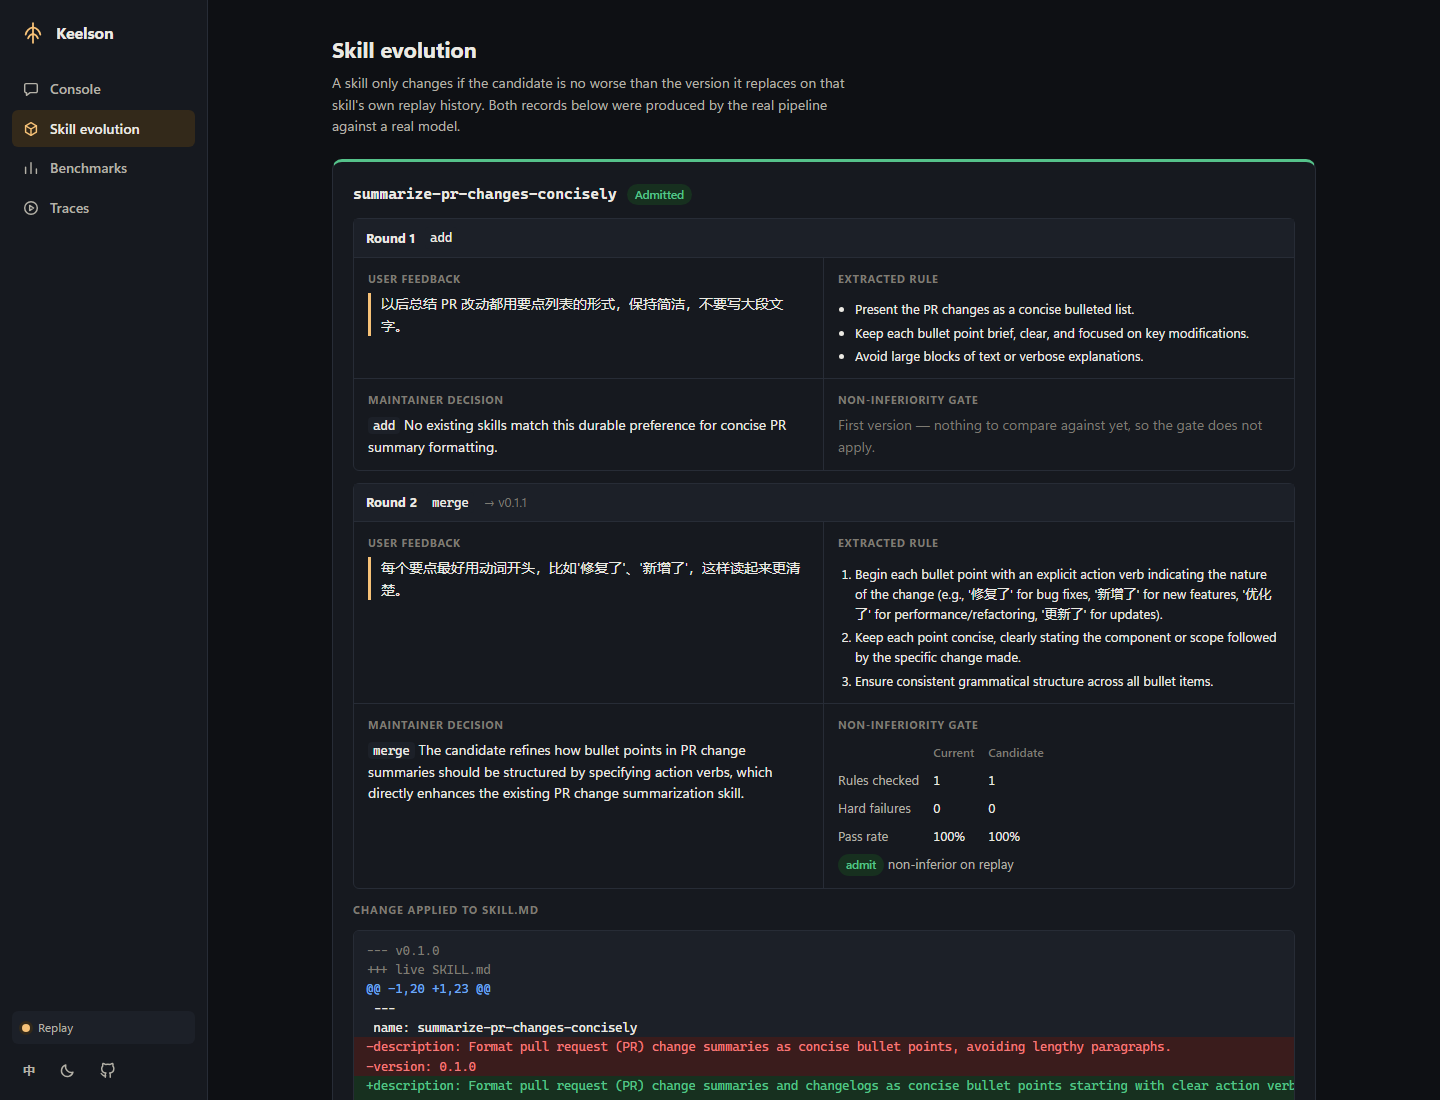 Keelson
Console
Skill evolution
Benchmarks
Traces
Replay
中
Skill evolution
A skill only changes if the candidate is no worse than the version it replaces on that
skill's own replay history. Both records below were produced by the real pipeline
against a real model.
summarize-pr-changes-concisely Admitted
Round 1 add
USER FEEDBACK
以后总结 PR 改动都用要点列表的形式，保持简洁，不要写大段文
字。
EXTRACTED RULE
• Present the PR changes as a concise bulleted list.
• Keep each bullet point brief, clear, and focused on key modifications.
• Avoid large blocks of text or verbose explanations.
MAINTAINER DECISION
add No existing skills match this durable preference for concise PR
summary formatting.
NON-INFERIORITY GATE
First version — nothing to compare against yet, so the gate does not
apply.
Round 2 merge → v0.1.1
USER FEEDBACK
每个要点最好用动词开头，比如'修复了'、'新增了'，这样读起来更清
楚。
EXTRACTED RULE
1. Begin each bullet point with an explicit action verb indicating the nature
of the change (e.g., '修复了' for bug fixes, '新增了' for new features, '优化
了' for performance/refactoring, '更新了' for updates).
2. Keep each point concise, clearly stating the component or scope followed
by the specific change made.
3. Ensure consistent grammatical structure across all bullet items.
MAINTAINER DECISION
merge The candidate refines how bullet points in PR change
summaries should be structured by specifying action verbs, which
directly enhances the existing PR change summarization skill.
NON-INFERIORITY GATE
Current Candidate
Rules checked 1 1
Hard failures 0 0
Pass rate 100% 100%
admit non-inferior on replay
CHANGE APPLIED TO SKILL.MD
--- v0.1.0
+++ live SKILL.md
@@ -1,20 +1,23 @@
---
name: summarize-pr-changes-concisely
-description: Format pull request (PR) change summaries as concise bullet points, avoiding lengthy paragraphs.
-version: 0.1.0
+description: Format pull request (PR) change summaries and changelogs as concise bullet points starting with clear action verb